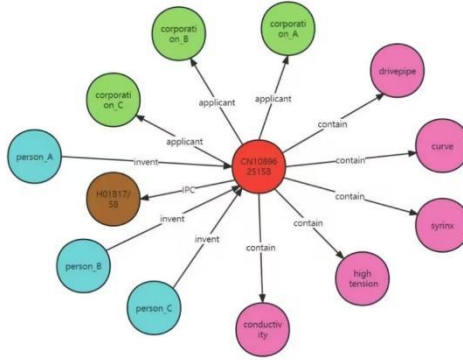 corporati
on_B
corporati
on_A
drivepipe
corporati
on_C
applicant
applicant
contain
applicant
curve
contain
person_A
invent
CN10896
2515B
H01B17/
58
IPC
contain
syrinx
invent
contain
contain
person_B
invent
high
tension
person_C
conductiv
ity